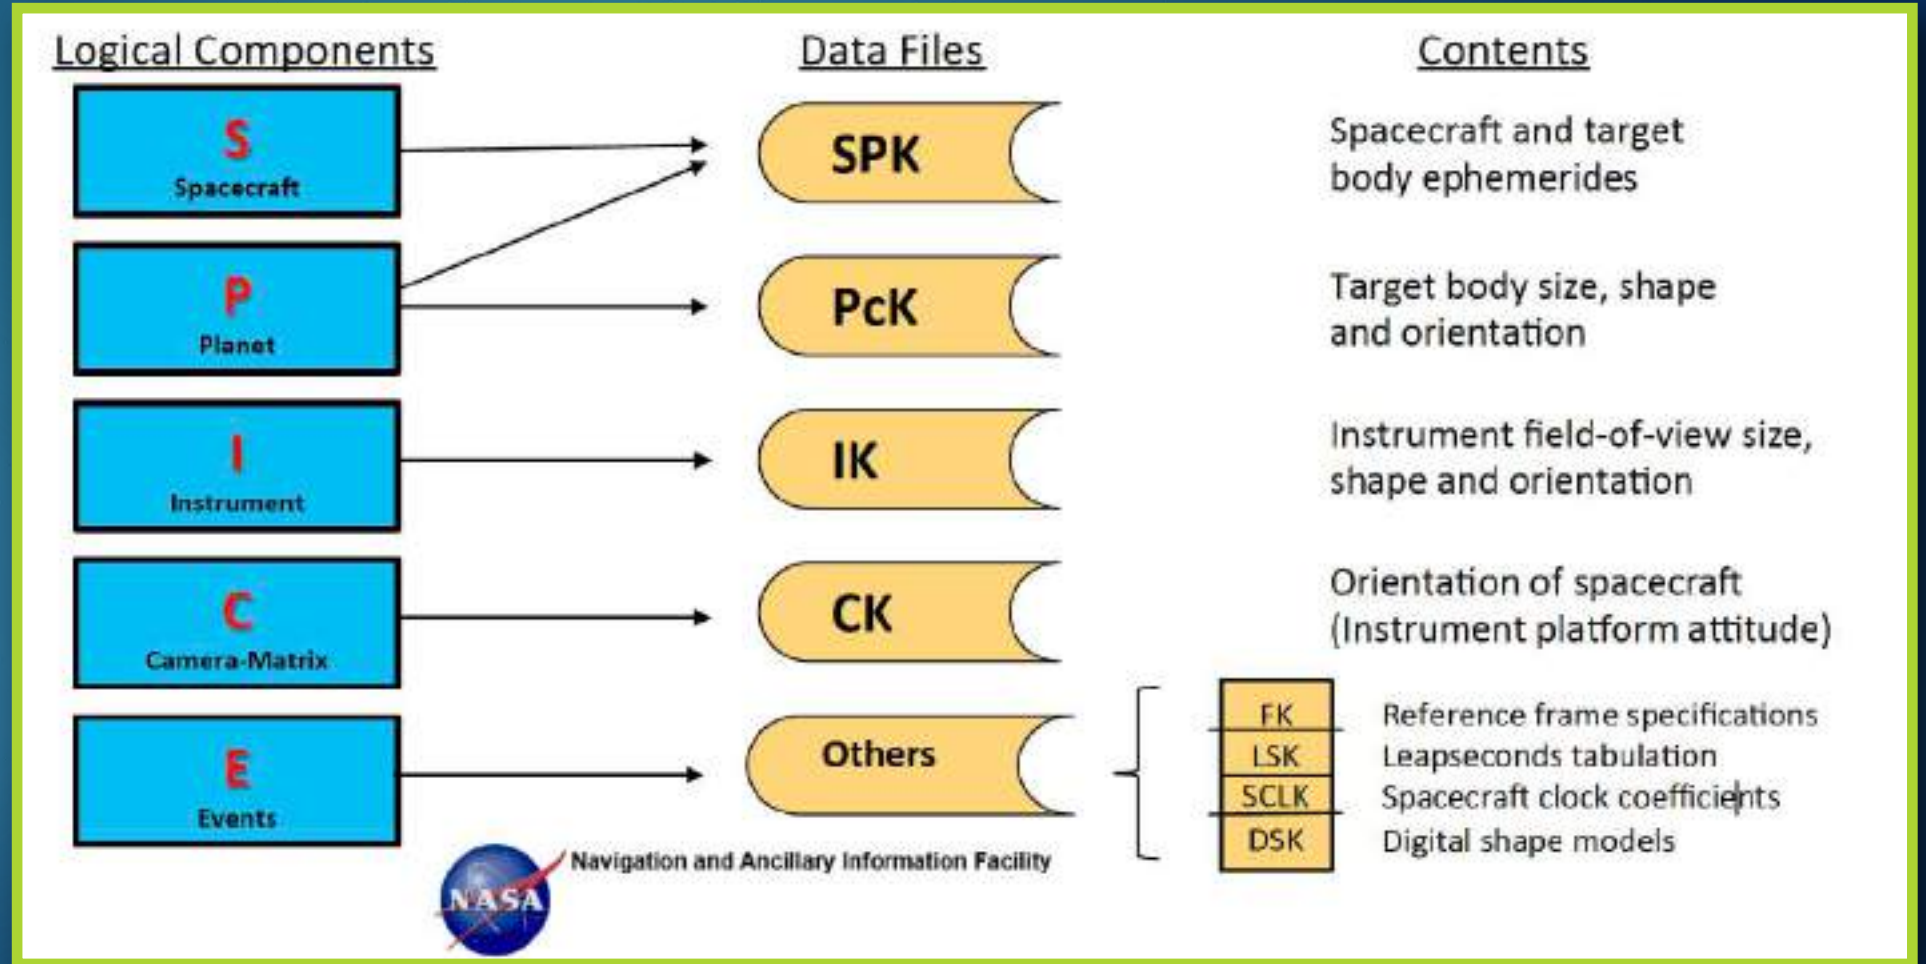 Logical Components
Data Files
Contents
S
Spacecraft
SPK
Spacecraft and target
body ephemerides
P
Planet
PcK
Target body size, shape
and orientation
I
Instrument
IK
Instrument field-of-view size,
shape and orientation
C
Camera-Matrix
CK
Orientation of spacecraft
(Instrument platform attitude)
E
Events
Others
FK
Reference frame specifications
LSK
Leapseconds tabulation
SCLK
Spacecraft clock coefficients
DSK
Digital shape models
NASA
Navigation and Ancillary Information Facility